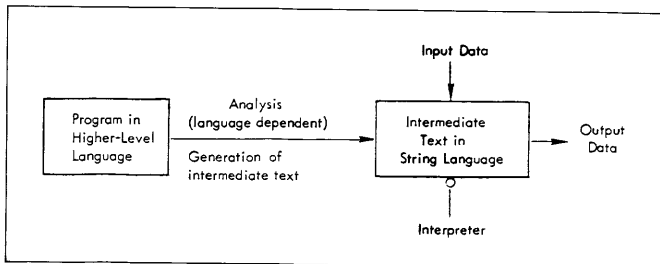 Input Data
Program in
Higher-Level
Language
Analysis
(language dependent)
Generation of
intermediate text
Intermediate
Text in
String Language
Output
Data
Interpreter